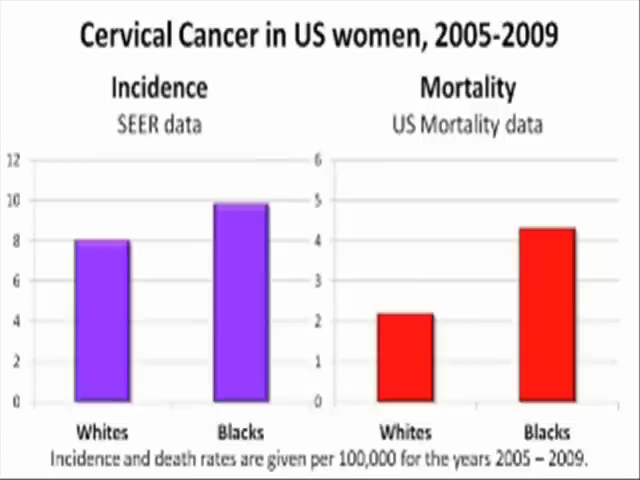 Cervical Cancer in US women, 2005-2009
Incidence
SEER data
12
10
8
6
4
2
0
Whites
Blacks
Mortality
US Mortality data
6
5
4
3
2
1
0
Whites
Blacks
Incidence and death rates are given per 100,000 for the years 2005 – 2009.